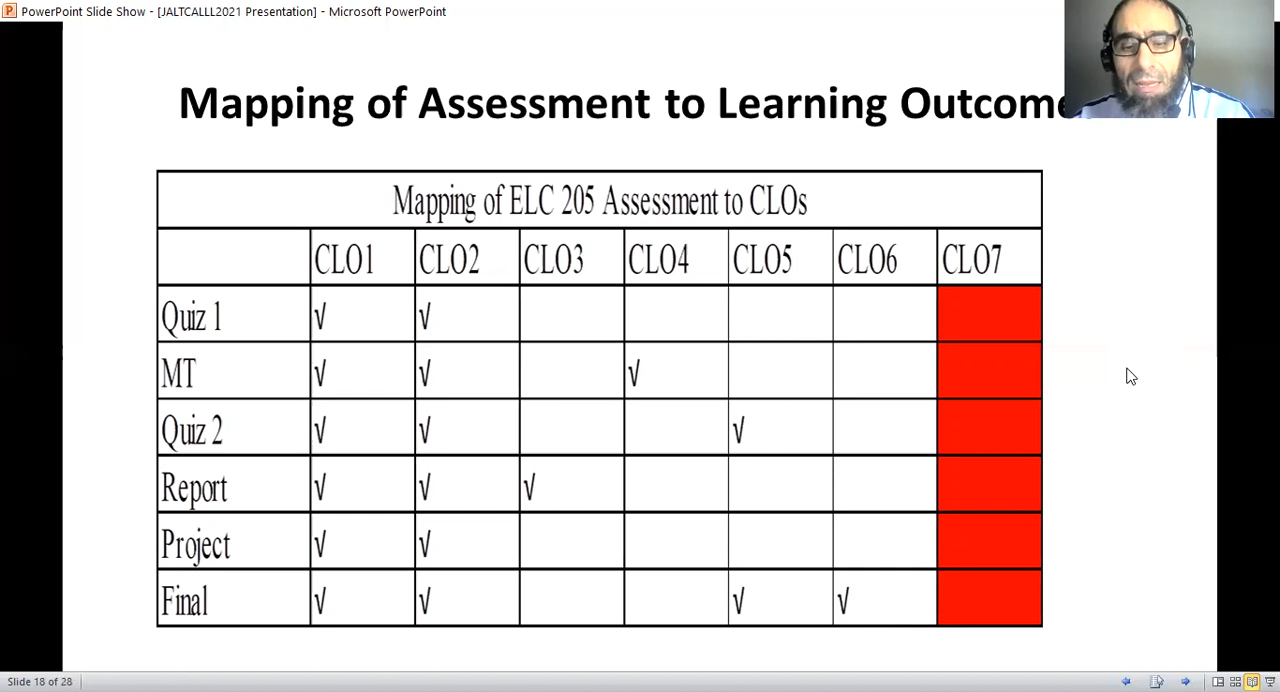 PowerPoint Slide Show - [JALTCALLL2021 Presentation] - Microsoft PowerPoint
Mapping of Assessment to Learning Outcome
Mapping of ELC 205 Assessment to CLOs
CLO1 CLO2 CLO3 CLO4 CLO5 CLO6 CLO7
Quiz 1 √ √
MT √ √ √
Quiz 2 √ √ √
Report √ √ √
Project √ √
Final √ √ √ √
Slide 18 of 28